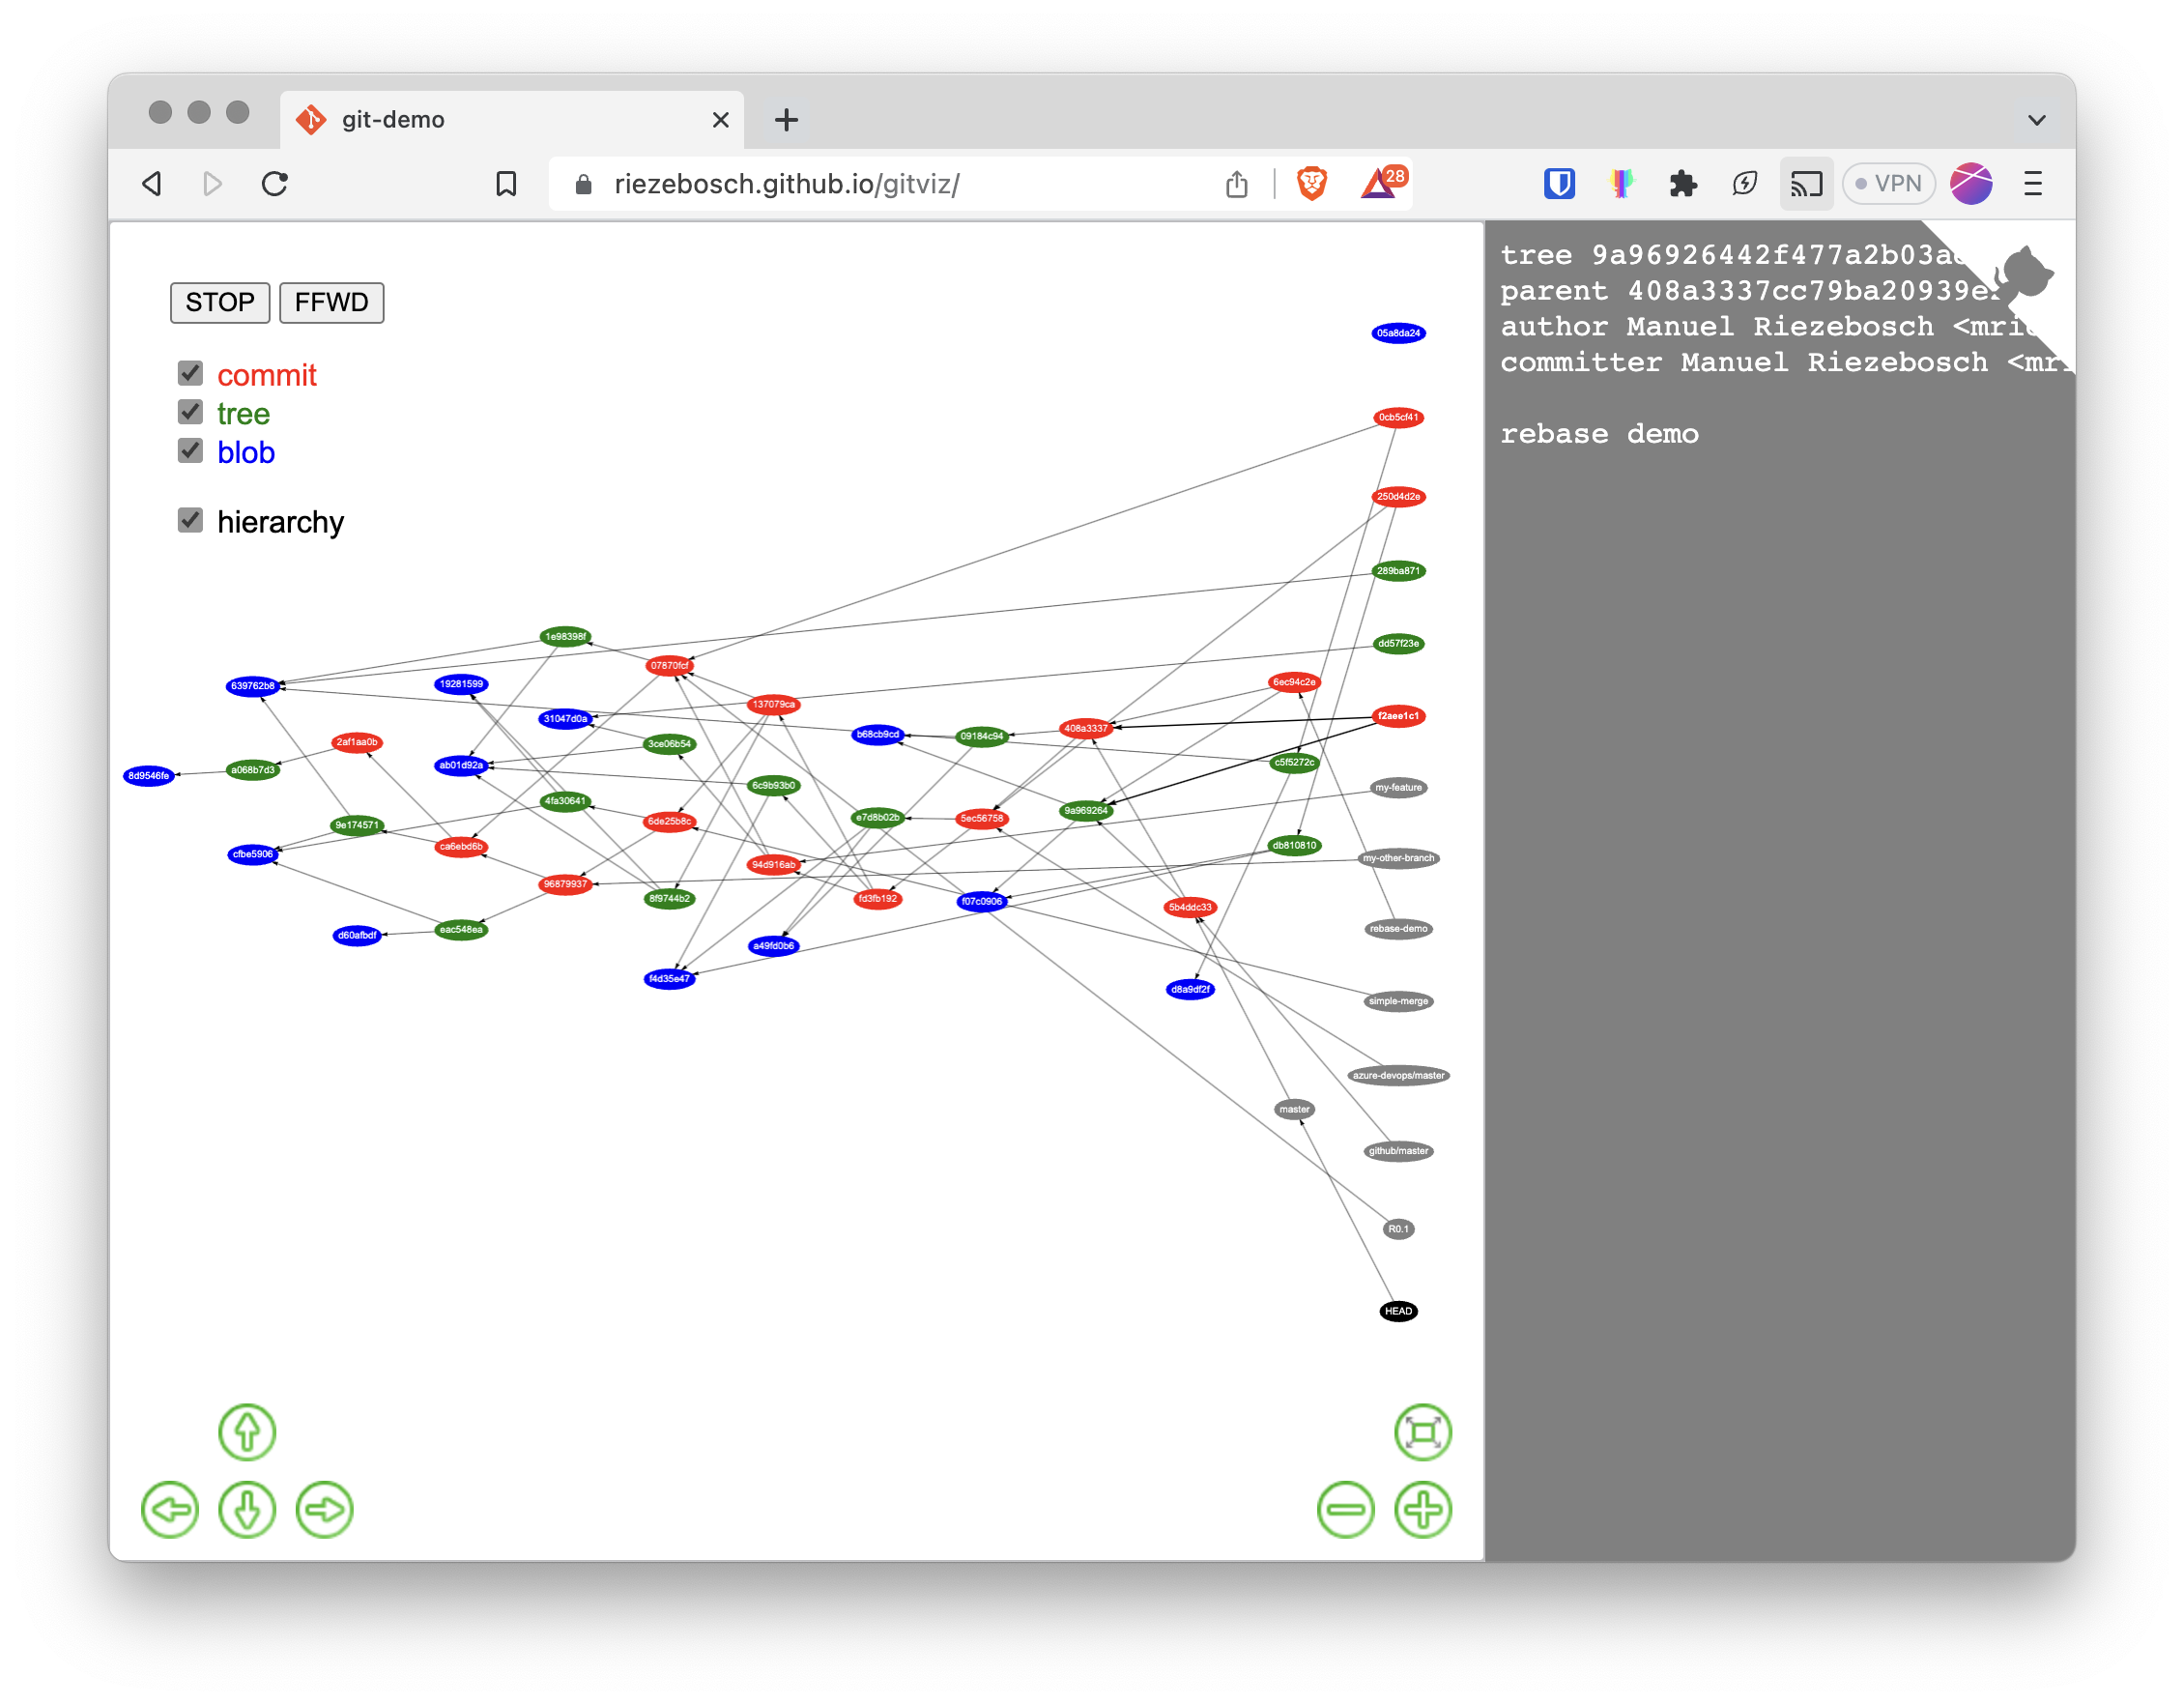 git-demo
riezebosch.github.io/gitviz/
28
VPN
STOP
FFWD
commit
tree
blob
hierarchy
tree 9a96926442f477a2b03a
parent 408a3337cc79ba20939e
author Manuel Riezebosch <mri
committer Manuel Riezebosch <mr
rebase demo
05a8da24
0cb5cf41
250d4d2e
289ba871
1e98398f
dd57f23e
07870fcf
639762b8
19281599
6ec94c2e
137079ca
31047d0a
f2aee1c1
408a3337
b68cb9cd
09184c94
2af1aa0b
3ce06b54
ab01d92a
c5f5272c
8d9546fe
a068b7d3
6c9b93b0
my-feature
4fa30641
9a969264
e7d8b02b
5ec56758
6de25b8c
9e174571
ca6ebd6b
db810810
cfbe5906
my-other-branch
94d916ab
96879937
8f9744b2
fd3fb192
f07c0906
5b4ddc33
eac548ea
rebase-demo
d60afbdf
a49fd0b6
f4d35e47
d8a9df2f
simple-merge
azure-devops/master
master
github/master
R0.1
HEAD